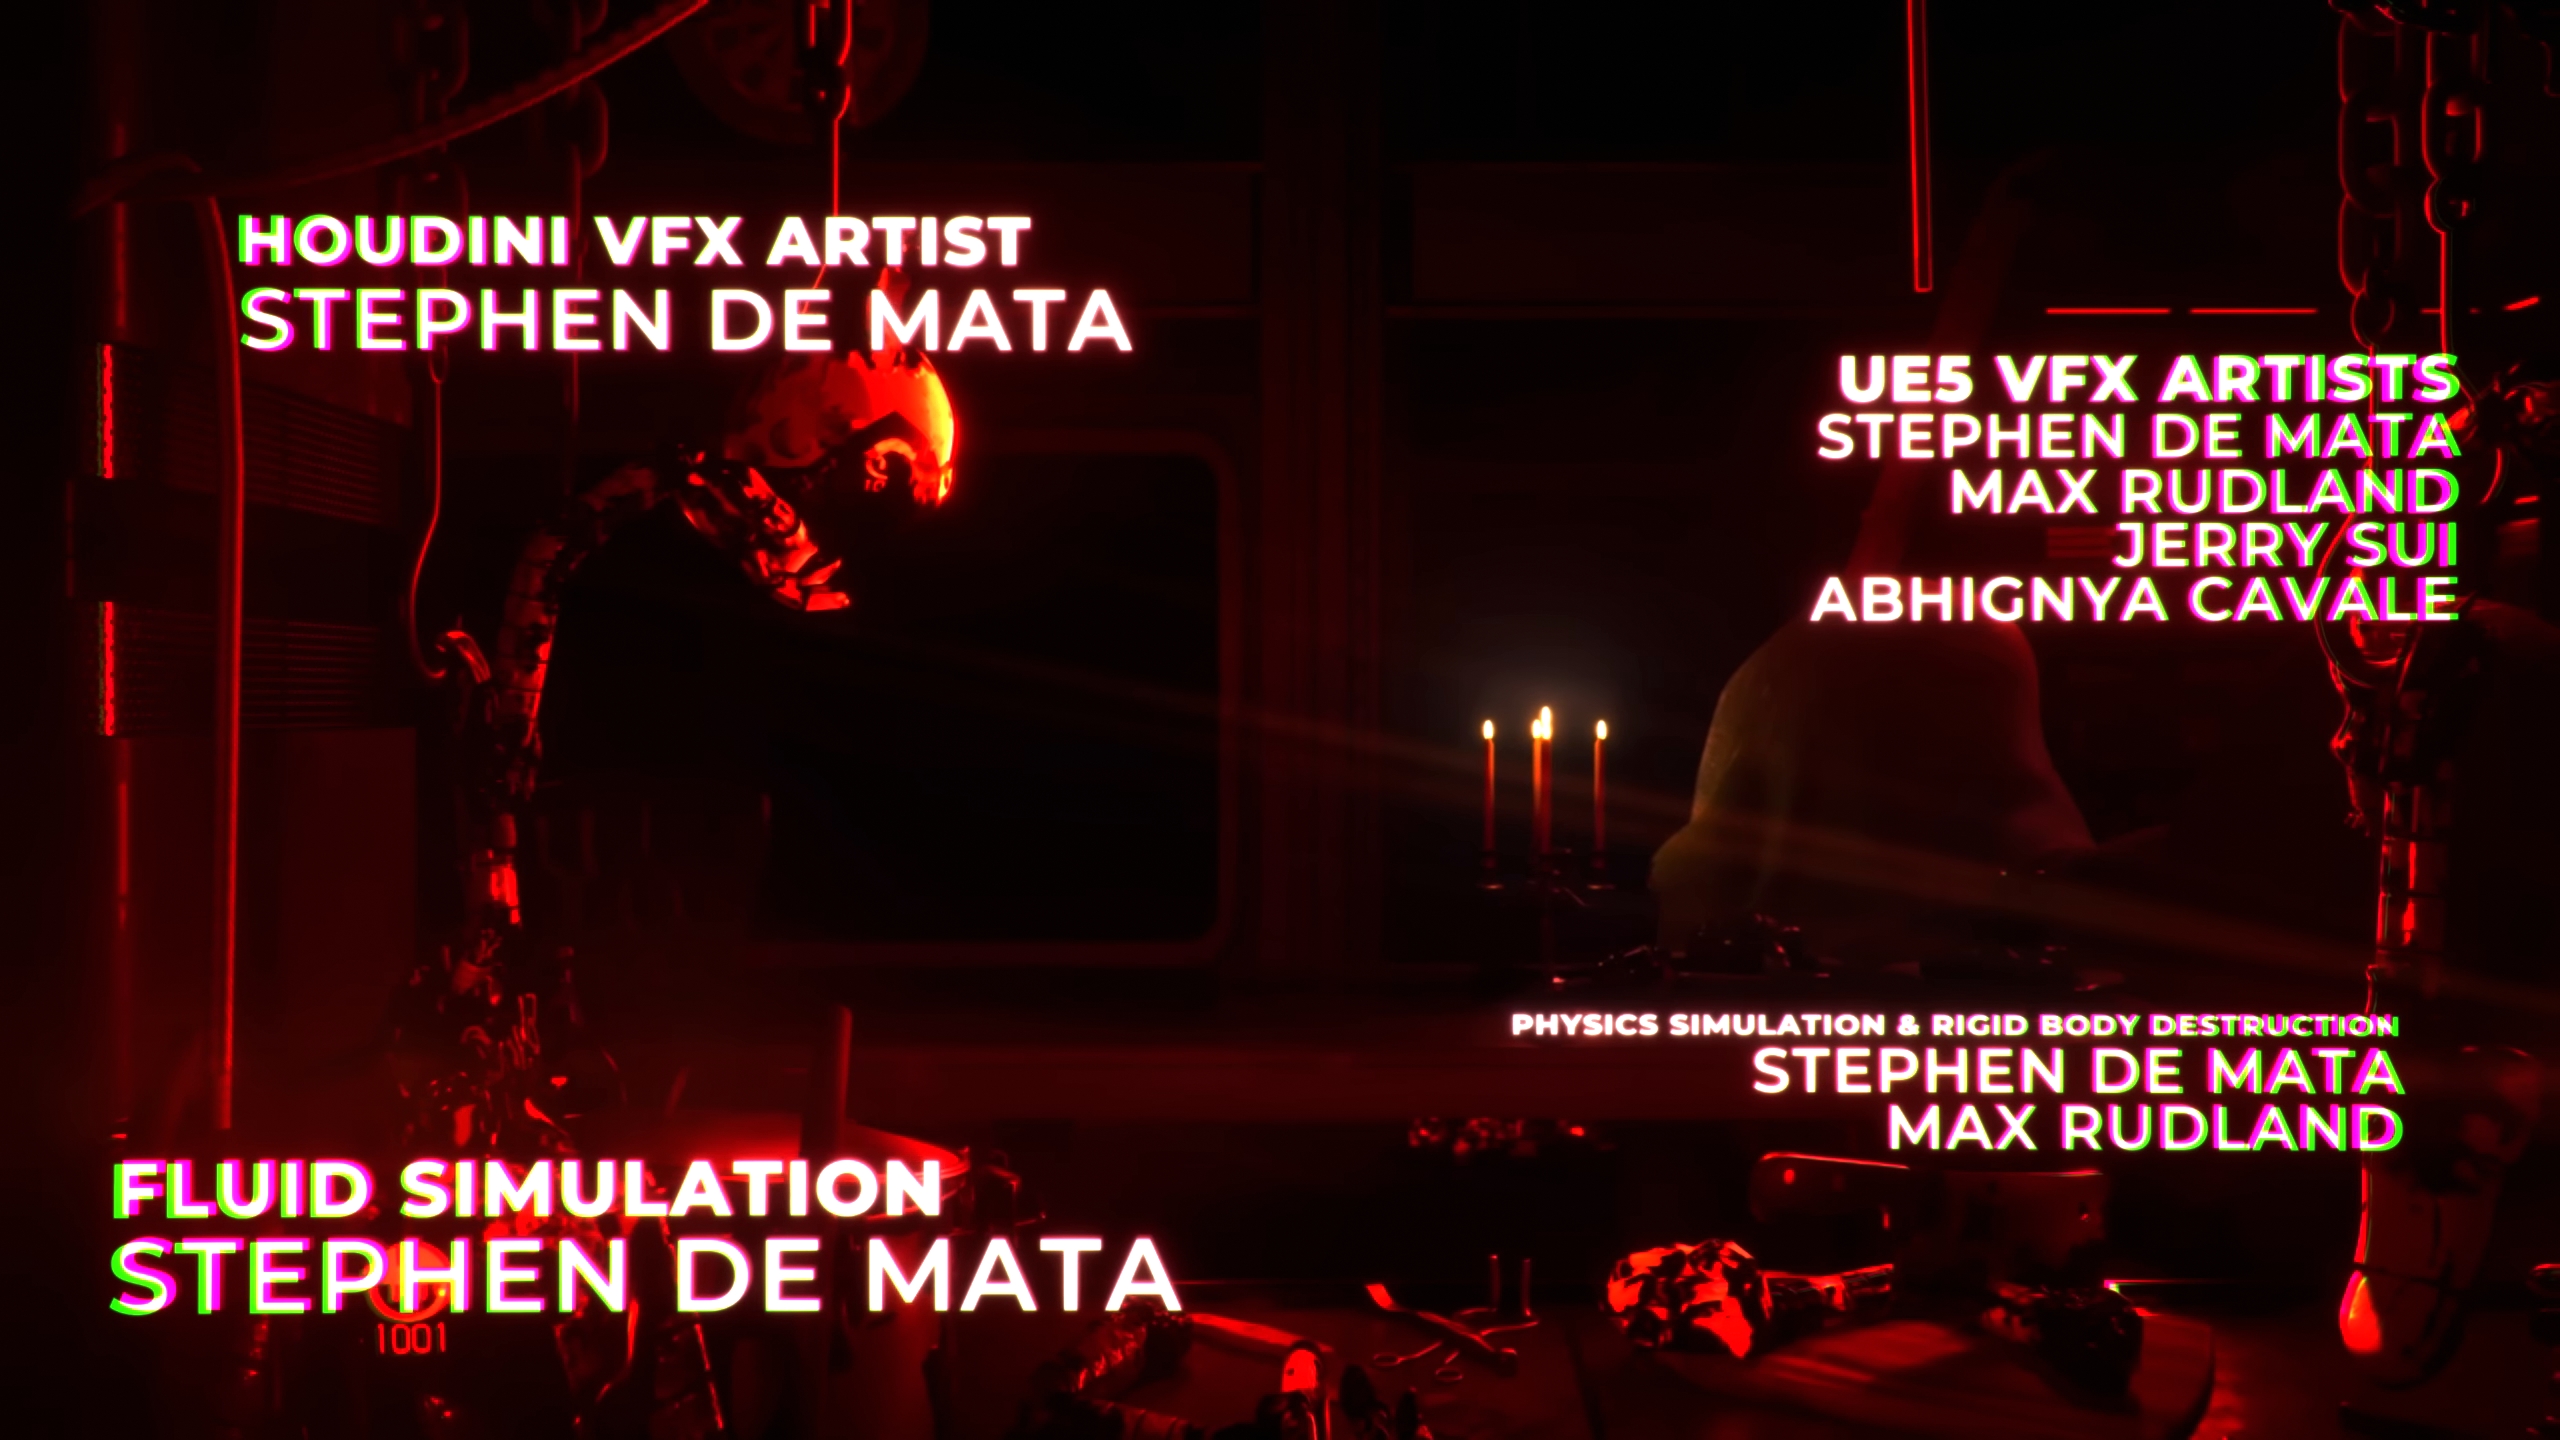 HOUDINI VFX ARTIST
STEPHEN DE MATA
UE5 VFX ARTISTS
STEPHEN DE MATA
MAX RUDLAND
JERRY SUI
ABHIGNYA CAVALE
PHYSICS SIMULATION & RIGID BODY DESTRUCTION
STEPHEN DE MATA
MAX RUDLAND
FLUID SIMULATION
STEPHEN DE MATA
1001